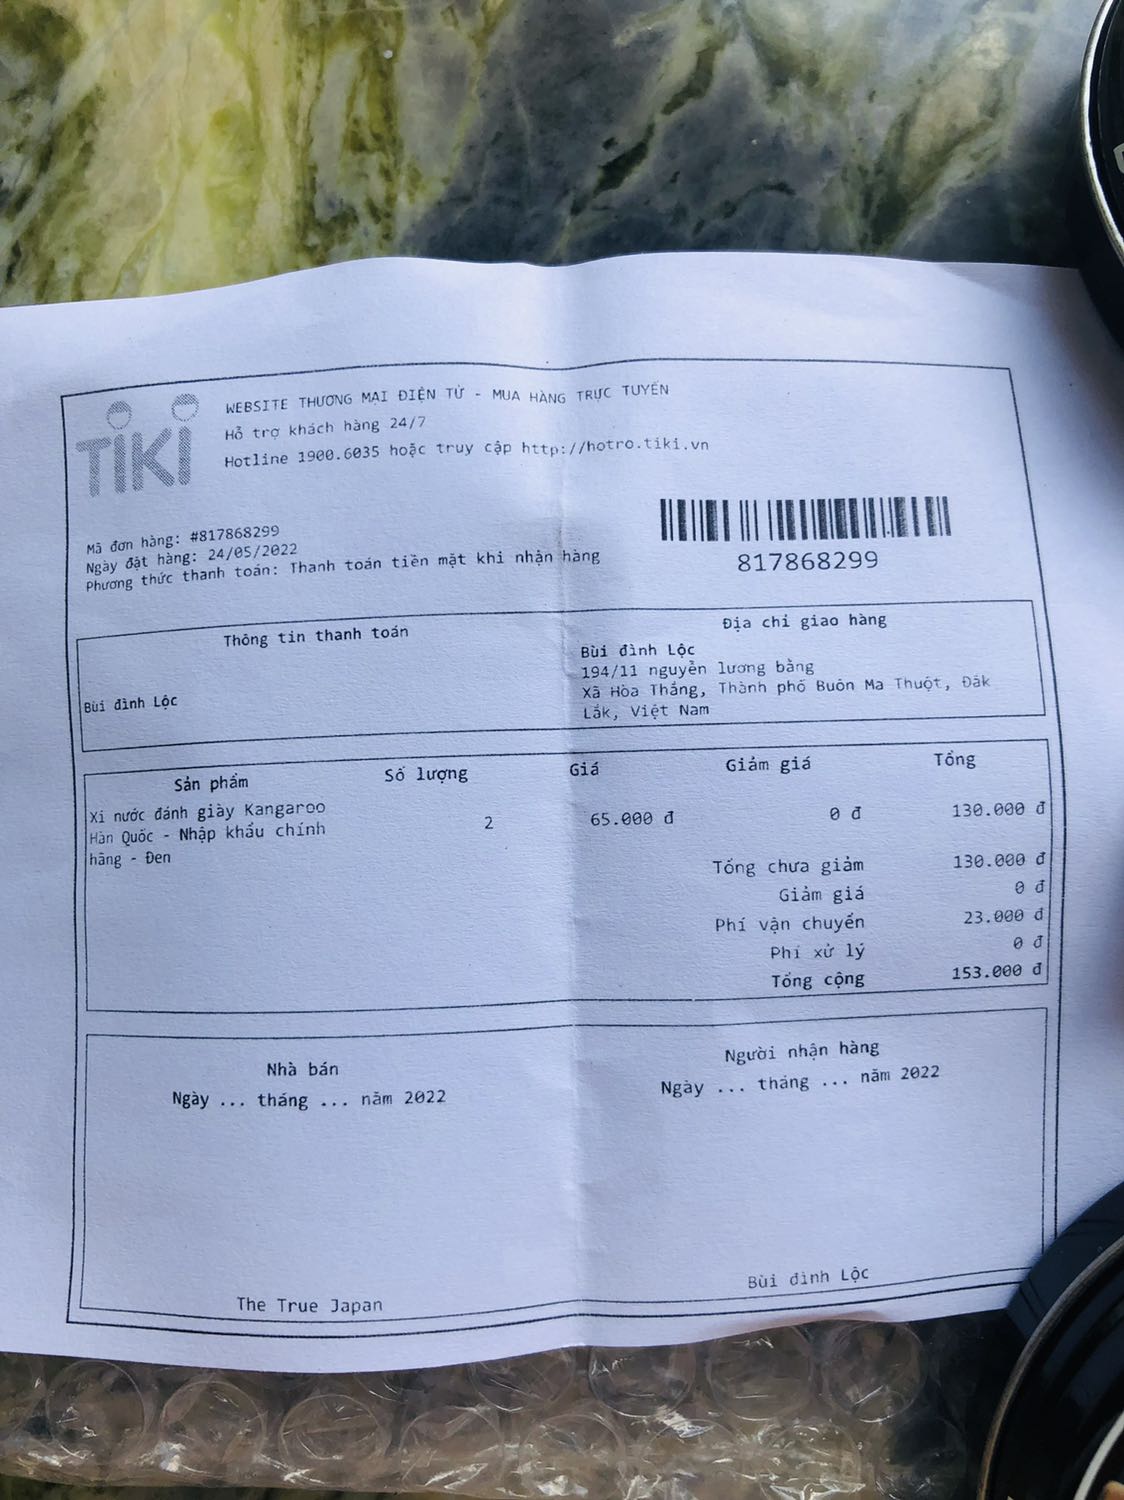 TIKI
WEBSITE THƯƠNG MẠI ĐIỆN TỬ - MUA HÀNG TRỰC TUYẾN
Hỗ trợ khách hàng 24/7
Hotline 1900.6035 hoặc truy cập http://hotro.tiki.vn
Mã đơn hàng: #817868299
Ngày đặt hàng: 24/05/2022
Phương thức thanh toán: Thanh toán tiền mặt khi nhận hàng
817868299
Thông tin thanh toán
Bùi đình Lộc
Địa chỉ giao hàng
Bùi đình Lộc
194/11 nguyễn lương bằng
Xã Hòa Thắng, Thành phố Buôn Ma Thuột, Đăk
Lắk, Việt Nam
Sản phẩm Số lượng Giá Giảm giá Tổng
Xi nước đánh giày Kangaroo
Hàn Quốc - Nhập khẩu chính
hãng - Đen
2 65.000 đ 0 đ 130.000 đ
Tổng chưa giảm 130.000 đ
Giảm giá 0 đ
Phí vận chuyển 23.000 đ
Phí xử lý 0 đ
Tổng cộng 153.000 đ
Nhà bán
Ngày ... tháng ... năm 2022
The True Japan
Người nhận hàng
Ngày ... tháng ... năm 2022
Bùi đình Lộc